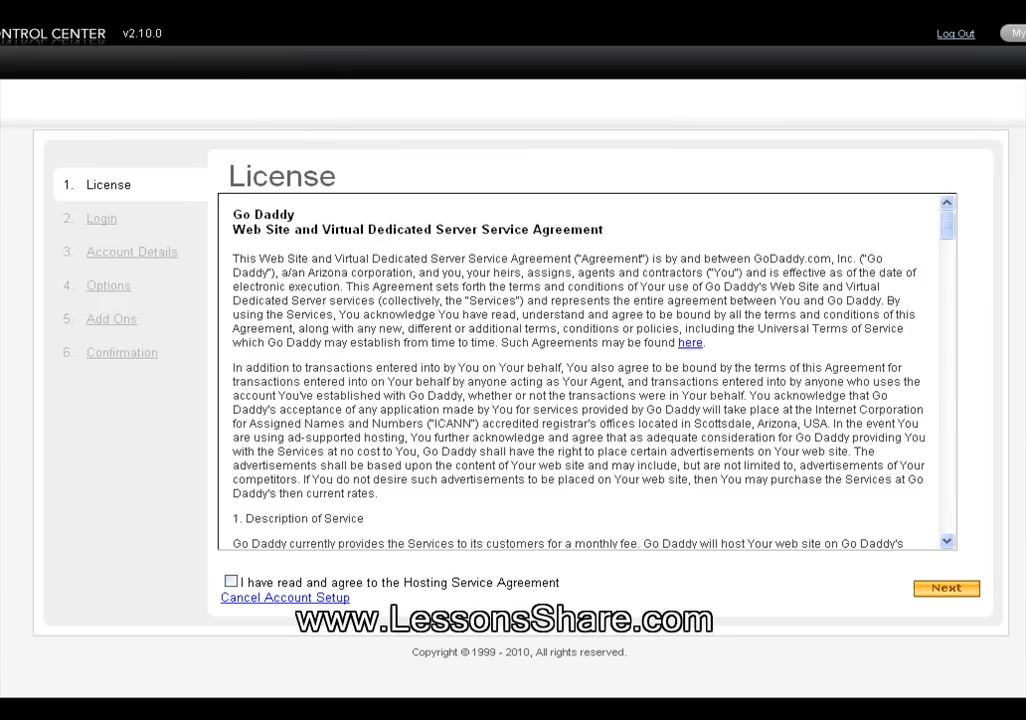 CONTROL CENTER v2.10.0 Log Out My
1. License
2. Login
3. Account Details
4. Options
5. Add Ons
6. Confirmation
License
Go Daddy
Web Site and Virtual Dedicated Server Service Agreement
This Web Site and Virtual Dedicated Server Service Agreement ("Agreement") is by and between GoDaddy.com, Inc. ("Go
Daddy"), a/an Arizona corporation, and you, your heirs, assigns, agents and contractors ("You") and is effective as of the date of
electronic execution. This Agreement sets forth the terms and conditions of Your use of Go Daddy's Web Site and Virtual
Dedicated Server services (collectively, the "Services") and represents the entire agreement between You and Go Daddy. By
using the Services, You acknowledge You have read, understand and agree to be bound by all the terms and conditions of this
Agreement, along with any new, different or additional terms, conditions or policies, including the Universal Terms of Service
which Go Daddy may establish from time to time. Such Agreements may be found here.
In addition to transactions entered into by You on Your behalf, You also agree to be bound by the terms of this Agreement for
transactions entered into on Your behalf by anyone acting as Your Agent, and transactions entered into by anyone who uses the
account You've established with Go Daddy, whether or not the transactions were in Your behalf. You acknowledge that Go
Daddy's acceptance of any application made by You for services provided by Go Daddy will take place at the Internet Corporation
for Assigned Names and Numbers ("ICANN") accredited registrar's offices located in Scottsdale, Arizona, USA. In the event You
are using ad-supported hosting, You further acknowledge and agree that as adequate consideration for Go Daddy providing You
with the Services at no cost to You, Go Daddy shall have the right to place certain advertisements on Your web site. The
advertisements shall be based upon the content of Your web site and may include, but are not limited to, advertisements of Your
competitors. If You do not desire such advertisements to be placed on Your web site, then You may purchase the Services at Go
Daddy's then current rates.
1. Description of Service
Go Daddy currently provides the Services to its customers for a monthly fee. Go Daddy will host Your web site on Go Daddy's
I have read and agree to the Hosting Service Agreement
Next
Cancel Account Setup
www.LessonsShare.com
Copyright © 1999 - 2010, All rights reserved.